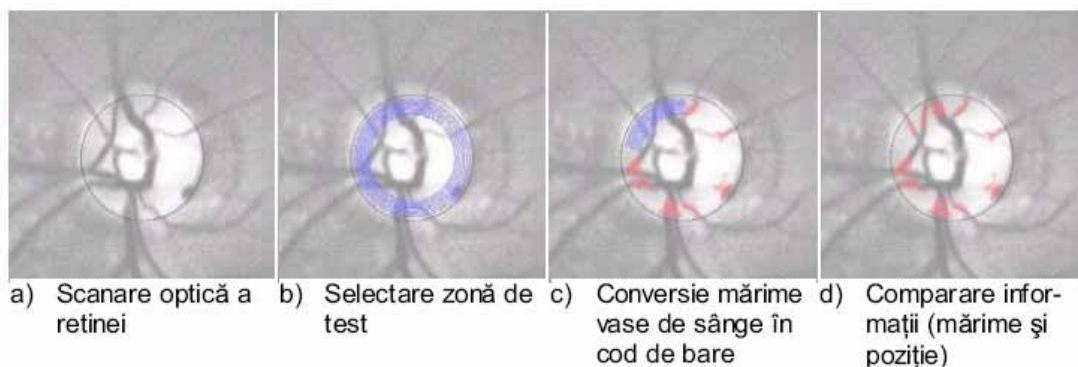 a) Scanare optică a
retinei
b) Selectare zonă de
test
c) Conversie mărime
vase de sânge în
cod de bare
d) Comparare infor-
mații (mărime și
poziție)